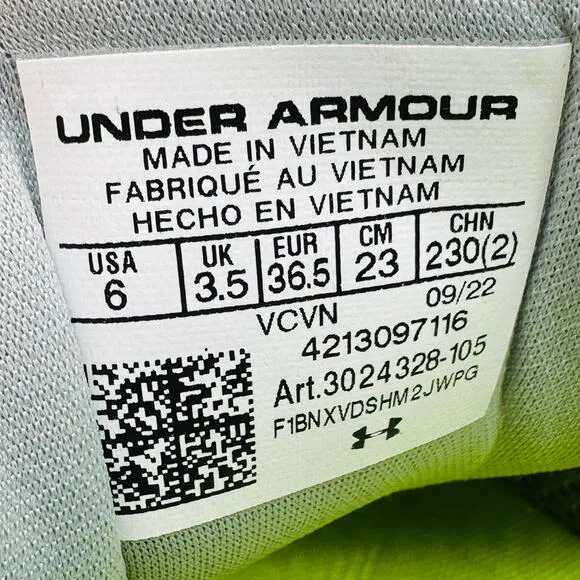 UNDER ARMOUR
MADE IN VIETNAM
FABRIQUÉ AU VIETNAM
HECHO EN VIETNAM
USA UK EUR CM CHN
6 3.5 36.5 23 230(2)
VCVN 09/22
4213097116
Art.3024328-105
F1BNXVDSHM2JWPG